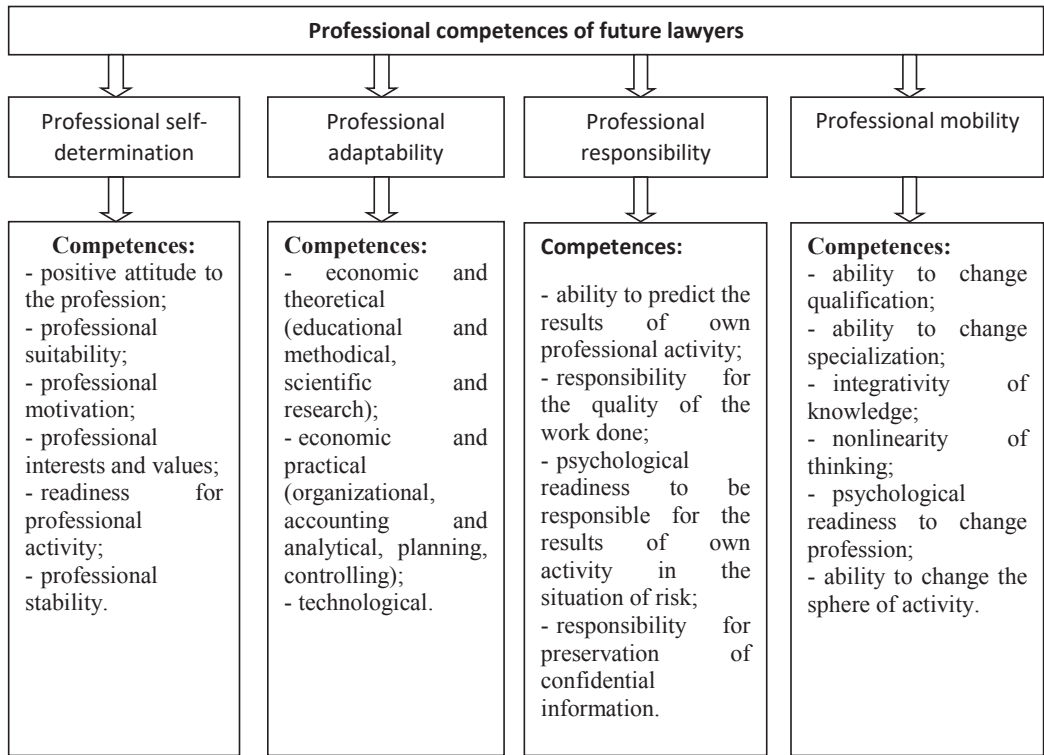 Professional competences of future lawyers
Professional self-
determination
Professional
adaptability
Professional
responsibility
Professional mobility
Competences:
- positive attitude to
the profession;
- professional
suitability;
- professional
motivation;
- professional
interests and values;
- readiness for
professional
activity;
- professional
stability.
Competences:
- economic and
theoretical
(educational and
methodical,
scientific and
research);
- economic and
practical
(organizational,
accounting and
analytical, planning,
controlling);
- technological.
Competences:
- ability to predict the
results of own
professional activity;
- responsibility for
the quality of the
work done;
- psychological
readiness to be
responsible for the
results of own
activity in the
situation of risk;
- responsibility for
preservation of
confidential
information.
Competences:
- ability to change
qualification;
- ability to change
specialization;
- integrativity of
knowledge;
- nonlinearity of
thinking;
- psychological
readiness to change
profession;
- ability to change the
sphere of activity.